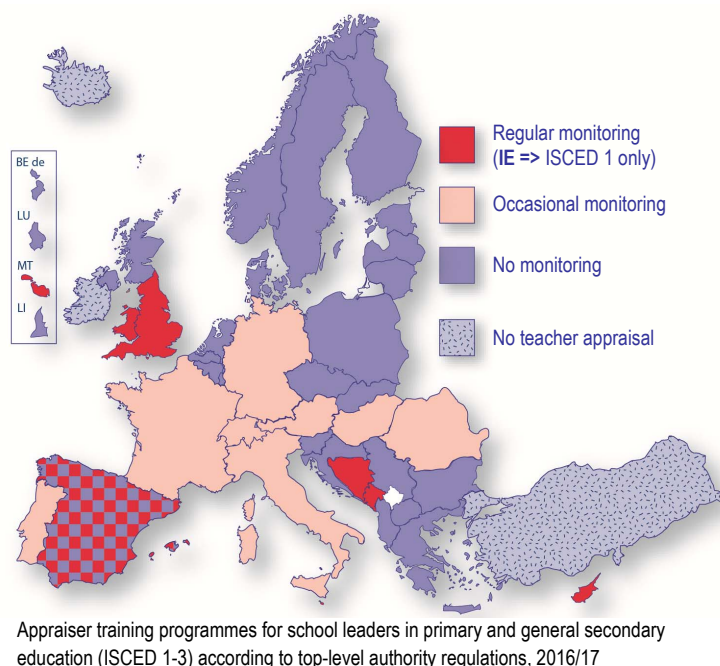 Regular monitoring
(IE => ISCED 1 only)
Occasional monitoring
No monitoring
No teacher appraisal
BE de
LU
MT
LI
Appraiser training programmes for school leaders in primary and general secondary
education (ISCED 1-3) according to top-level authority regulations, 2016/17